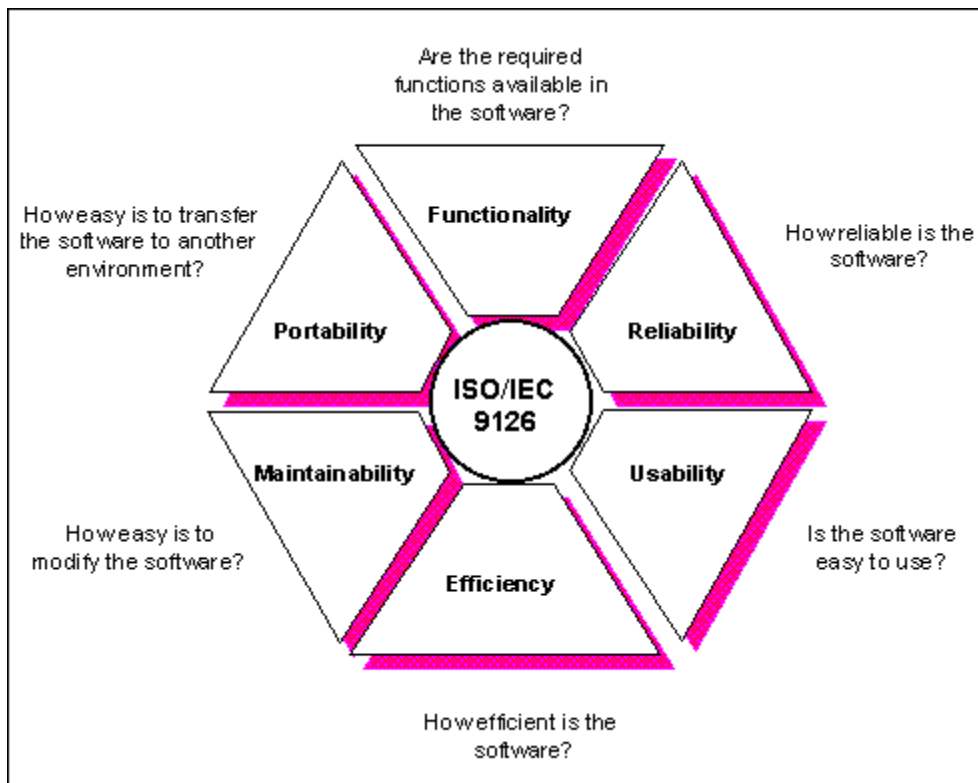 Are the required
functions available in
the software?
Functionality
How easy is to transfer
the software to another
environment?
How reliable is the
software?
Portability
Reliability
ISO/IEC
9126
Maintainability
Usability
How easy is to
modify the software?
Is the software
easy to use?
Efficiency
How efficient is the
software?